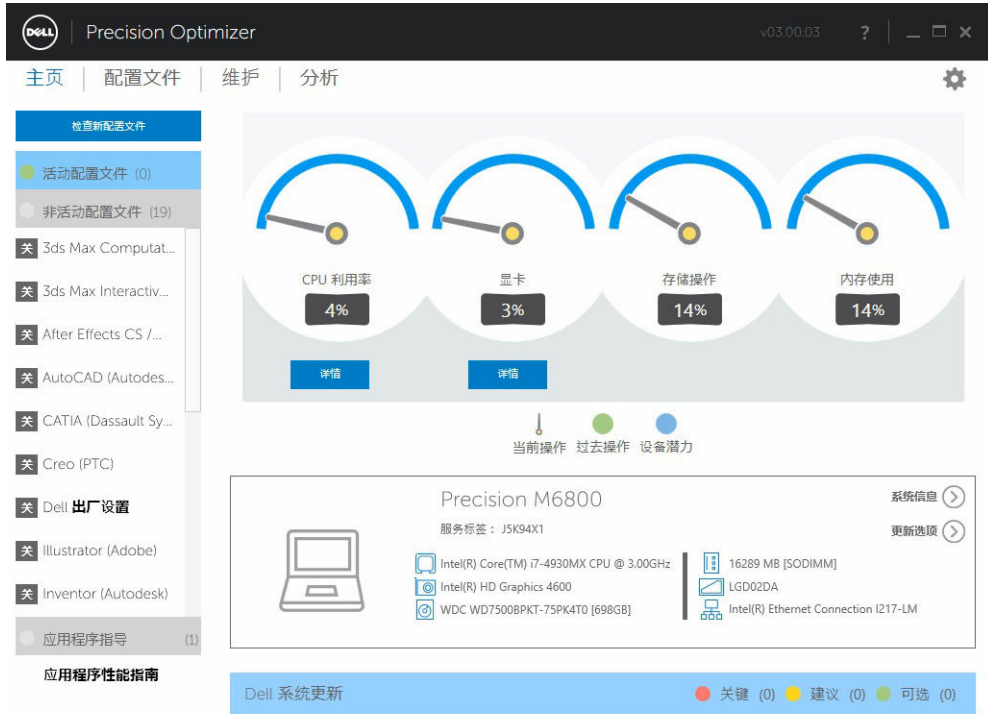 DELL Precision Optimizer v03.00.03 ?
主页 配置文件 维护 分析
检查新配置文件
活动配置文件 (0)
非活动配置文件 (19)
关 3ds Max Computat...
关 3ds Max Interactiv...
关 After Effects CS /...
关 AutoCAD (Autodes...
关 CATIA (Dassault Sy...
关 Creo (PTC)
关 Dell 出厂设置
关 Illustrator (Adobe)
关 Inventor (Autodesk)
应用程序指导 (1)
应用程序性能指南
CPU 利用率 显卡 存储操作 内存使用
4% 3% 14% 14%
详情 详情
当前操作 过去操作 设备潜力
Precision M6800
服务标签： J5K94X1
系统信息
更新选项
Intel(R) Core(TM) i7-4930MX CPU @ 3.00GHz
Intel(R) HD Graphics 4600
WDC WD7500BPKT-75PK4T0 [698GB]
16289 MB [SODIMM]
LGD02DA
Intel(R) Ethernet Connection I217-LM
Dell 系统更新 关键 (0) 建议 (0) 可选 (0)